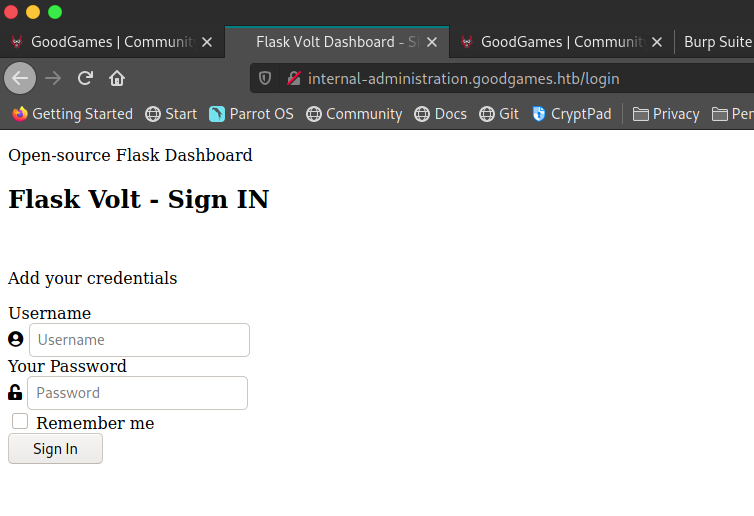 GoodGames | Communit
Flask Volt Dashboard - S
GoodGames | Communit
Burp Suite
internal-administration.goodgames.htb/login
Getting Started Start Parrot OS Community Docs Git CryptPad Privacy Per
Open-source Flask Dashboard
Flask Volt - Sign IN
Add your credentials
Username
Username
Your Password
Password
Remember me
Sign In